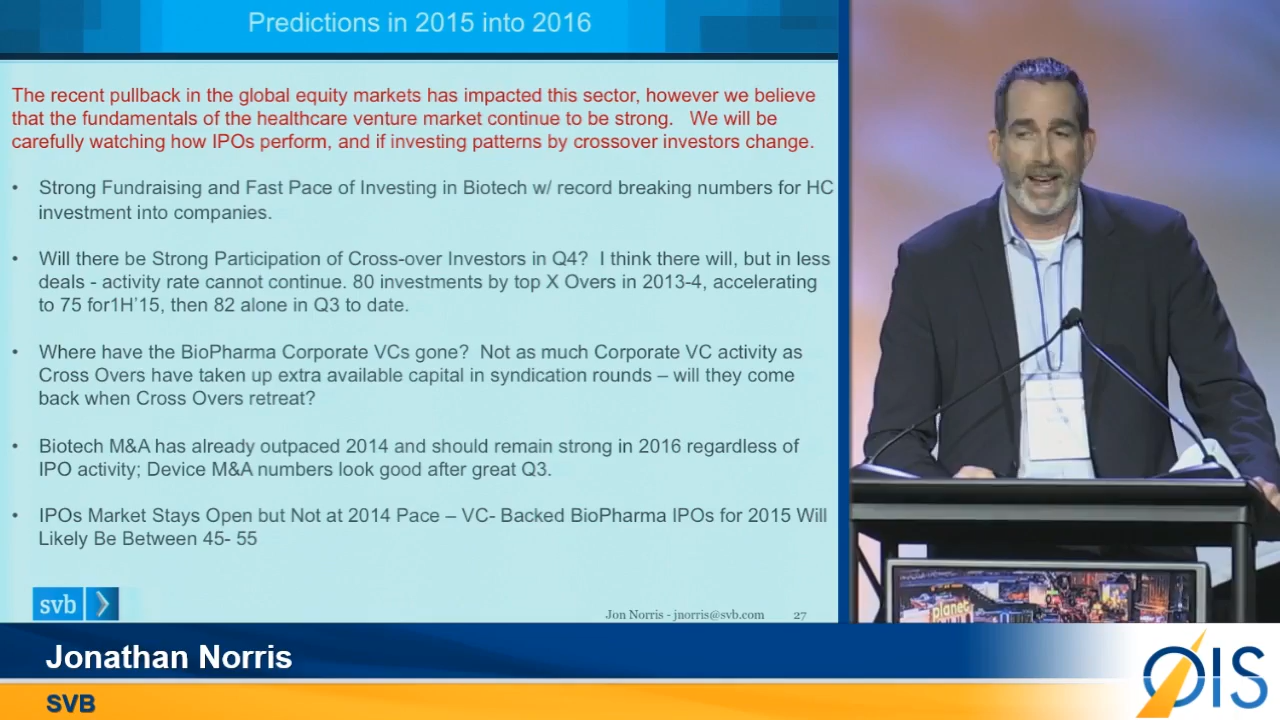 Predictions in 2015 into 2016
The recent pullback in the global equity markets has impacted this sector, however we believe
that the fundamentals of the healthcare venture market continue to be strong. We will be
carefully watching how IPOs perform, and if investing patterns by crossover investors change.
• Strong Fundraising and Fast Pace of Investing in Biotech w/ record breaking numbers for HC
investment into companies.
• Will there be Strong Participation of Cross-over Investors in Q4? I think there will, but in less
deals - activity rate cannot continue. 80 investments by top X Overs in 2013-4, accelerating
to 75 for1H'15, then 82 alone in Q3 to date.
• Where have the BioPharma Corporate VCs gone? Not as much Corporate VC activity as
Cross Overs have taken up extra available capital in syndication rounds – will they come
back when Cross Overs retreat?
• Biotech M&A has already outpaced 2014 and should remain strong in 2016 regardless of
IPO activity; Device M&A numbers look good after great Q3.
• IPOs Market Stays Open but Not at 2014 Pace – VC- Backed BioPharma IPOs for 2015 Will
Likely Be Between 45- 55
svb
Jon Norris - jnorris@svb.com 27
planet
Jonathan Norris
SVB
OIS